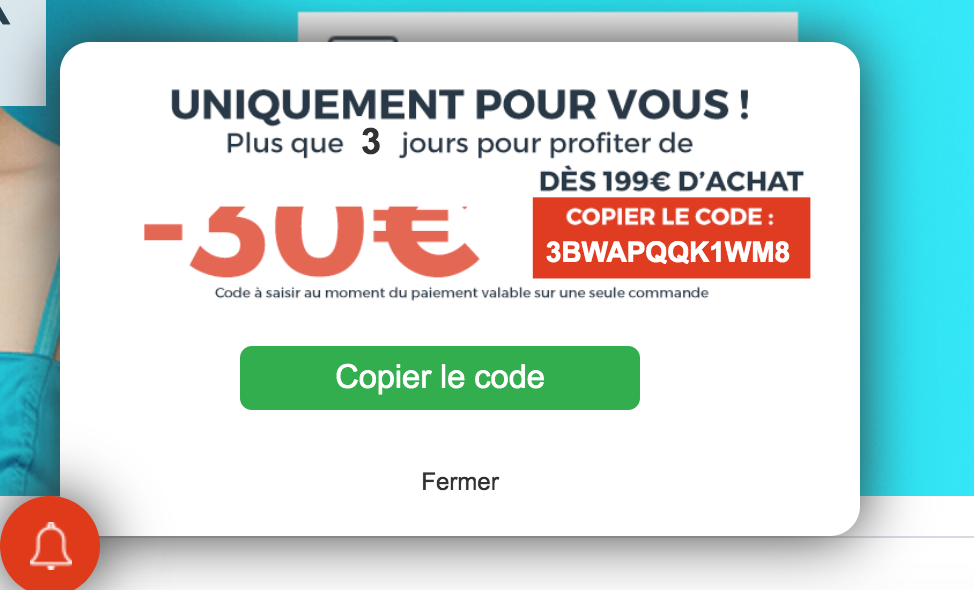 UNIQUEMENT POUR VOUS !
Plus que 3 jours pour profiter de
DÈS 199€ D'ACHAT
-30€
COPIER LE CODE :
3BWAPQQK1WM8
Code à saisir au moment du paiement valable sur une seule commande
Copier le code
Fermer